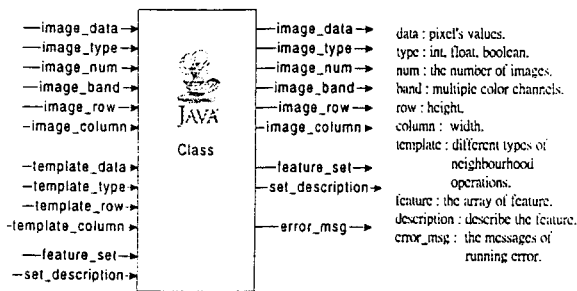 image_data
image_type
image_num
image_band
image_row
image_column
template_data
template_type
template_row
template_column
feature_set
set_description
JAVA
Class
image_data
image_type
image_num
image_band
image_row
image_column
feature_set
set_description
error_msg
data : pixel's values.
type : int, float, boolean.
num : the number of images.
band : multiple color channels.
row : height.
column : width.
template : different types of
neighbourhood
operations.
feature : the array of feature.
description : describe the feature.
error_msg : the messages of
running error.